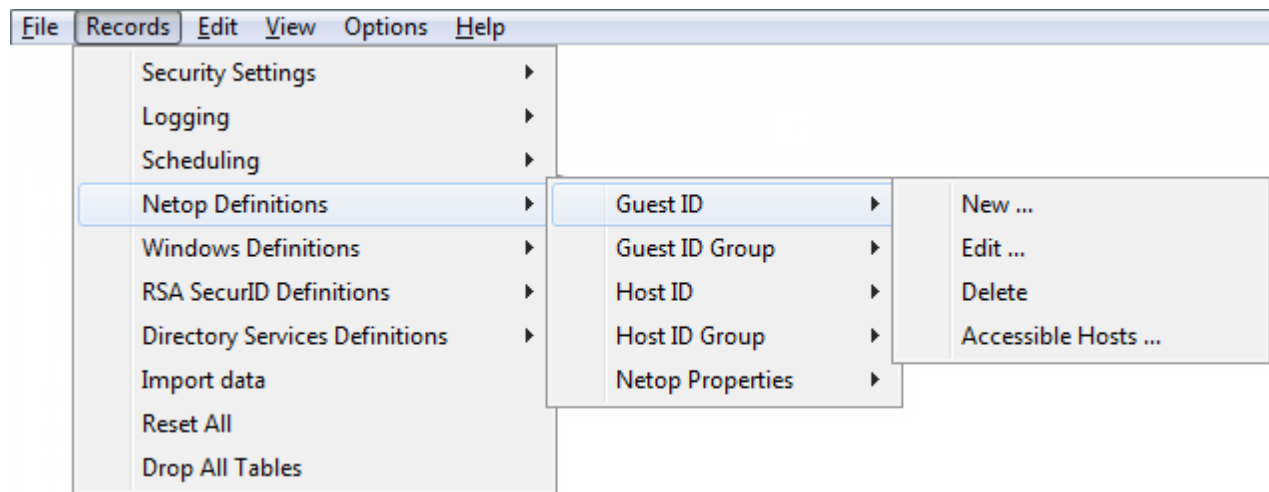 File Records Edit View Options Help
Security Settings
Logging
Scheduling
Netop Definitions
Windows Definitions
RSA SecurID Definitions
Directory Services Definitions
Import data
Reset All
Drop All Tables
Guest ID
Guest ID Group
Host ID
Host ID Group
Netop Properties
New ...
Edit ...
Delete
Accessible Hosts ...